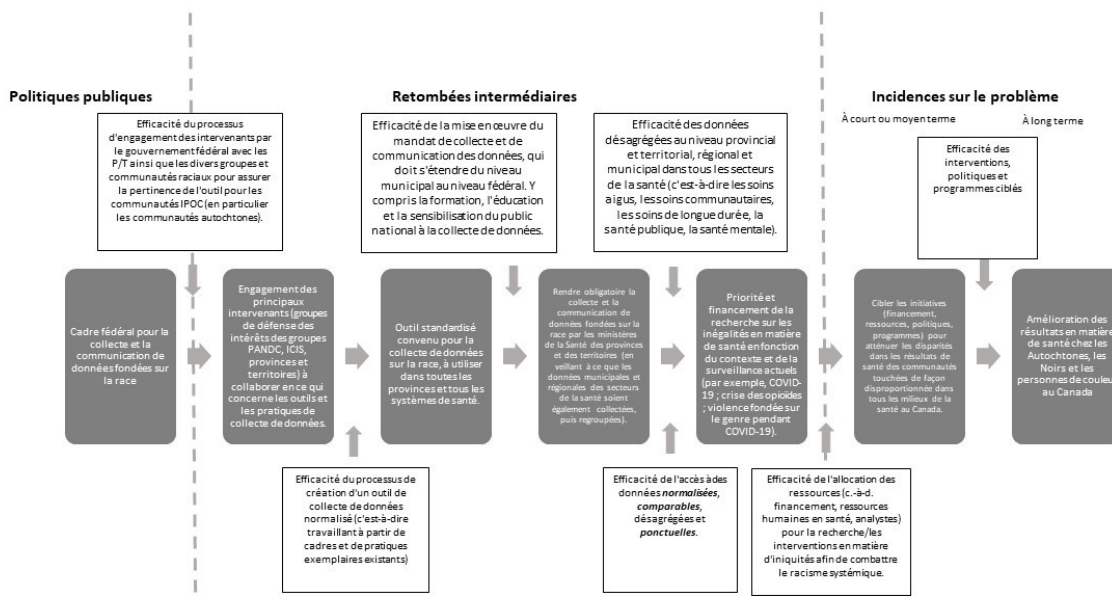 Politiques publiques
Retombées intermédiaires
Incidences sur le problème
À court ou moyen terme
À long terme
Efficacité du processus
d'engagement des intervenants par
le gouvernement fédéral avec les
P/T ainsi que les divers groupes et
communautés raciaux pour assurer
la pertinence de l'outil pour les
communautés IPOC (en particulier
les communautés autochtones).
Efficacité de la mise en œuvre du
mandat de collecte et de
communication des données, qui
doit s'étendre du niveau
municipal au niveau fédéral. Y
compris la formation, l'éducation
et la sensibilisation du public
national à la collecte de données.
Efficacité des données
désagrégées au niveau provincial
et territorial, régional et
municipal dans tous les secteurs
de la santé (c'est-à-dire les soins
aigus, les soins communautaires,
les soins de longue durée, la
santé publique, la santé mentale).
Efficacité des
interventions,
politiques et
programmes ciblés
Cadre fédéral pour la
collecte et la
communication de
données fondées sur
la race
Engagement des
principaux
intervenants (groupes
de défense des
intérêts des groupes
PANDC, ICIS,
provinces et
territoires) à
collaborer en ce qui
concerne les outils et
les pratiques de
collecte de données.
Outil standardisé
convenu pour la
collecte de données
sur la race, à utiliser
dans toutes les
provinces et tous les
systèmes de santé.
Rendre obligatoire la
collecte et la
communication de
données fondées sur la
race par les ministères
de la Santé des provinces
et des territoires (en
veillant à ce que les
données municipales et
régionales des secteurs
de la santé soient
également collectées,
puis regroupées).
Priorité et
financement de la
recherche sur les
inégalités en matière
de santé en fonction
du contexte et de la
surveillance actuels
(par exemple, COVID-
19 ; crise des opioïdes
; violence fondée sur
le genre pendant
COVID-19).
Cibler les initiatives
(financement,
ressources, politiques,
programmes) pour
atténuer les disparités
dans les résultats de
santé des communautés
touchées de façon
disproportionnée dans
tous les milieux de la
santé au Canada.
Amélioration des
résultats en matière
de santé chez les
Autochtones, les
Noirs et les
personnes de couleur
au Canada
Efficacité du processus de
création d'un outil de
collecte de données
normalisé (c'est-à-dire
travaillant à partir de
cadres et de pratiques
exemplaires existants)
Efficacité de l'accès à des
données normalisées,
comparables,
désagrégées et
ponctuelles.
Efficacité de l'allocation des
ressources (c.-à-d.
financement, ressources
humaines en santé, analystes)
pour la recherche/les
interventions en matière
d'iniquités afin de combattre
le racisme systémique.